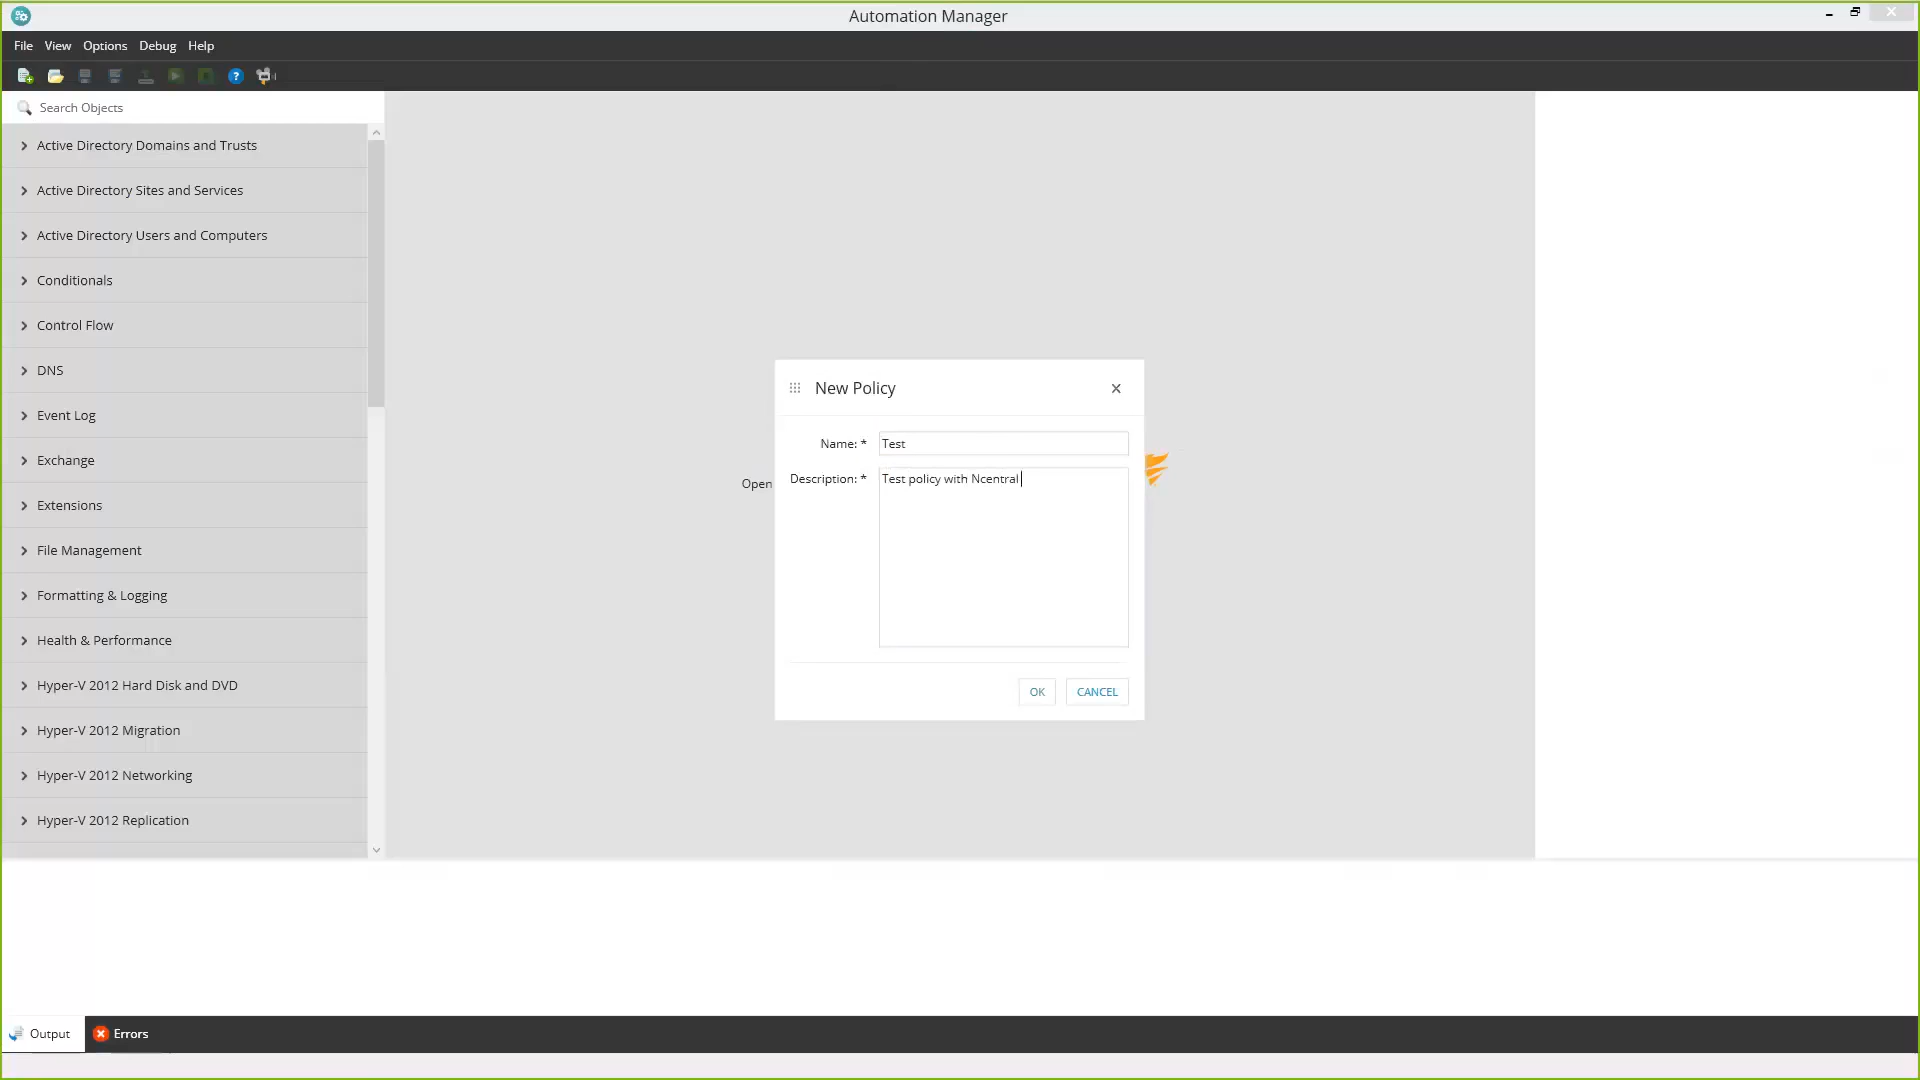 Automation Manager
File View Options Debug Help
Search Objects
Active Directory Domains and Trusts
Active Directory Sites and Services
Active Directory Users and Computers
Conditionals
Control Flow
DNS
Event Log
Exchange
Extensions
File Management
Formatting & Logging
Health & Performance
Hyper-V 2012 Hard Disk and DVD
Hyper-V 2012 Migration
Hyper-V 2012 Networking
Hyper-V 2012 Replication
Open
New Policy
Name: * Test
Description: * Test policy with Ncentral
OK CANCEL
Output Errors